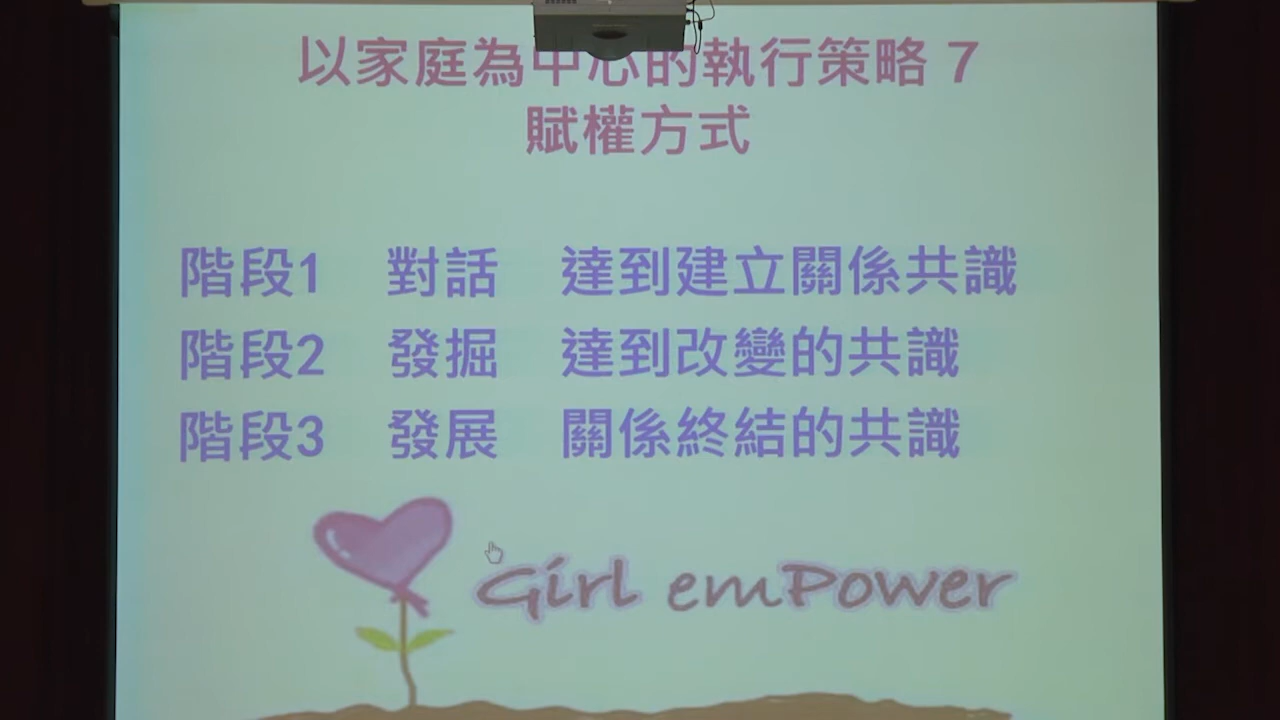 以家庭為中心的執行策略 7
賦權方式
階段1 對話 達到建立關係共識
階段2 發掘 達到改變的共識
階段3 發展 關係終結的共識
Girl emPower